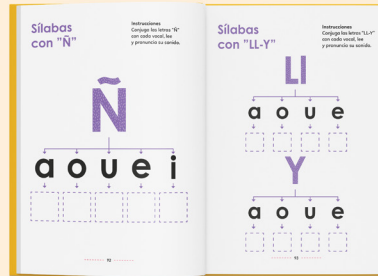 Sílabas
con "Ñ"
Instrucciones
Conjuga las letras "Ñ"
con cada vocal, lee
y pronuncia su sonido.
Ñ
a o u e i
92
Sílabas
con "LL-Y"
Instrucciones
Conjuga las letras "LL-Y"
con cada vocal, lee
y pronuncia su sonido.
Ll
a o u e
Y
a o u e